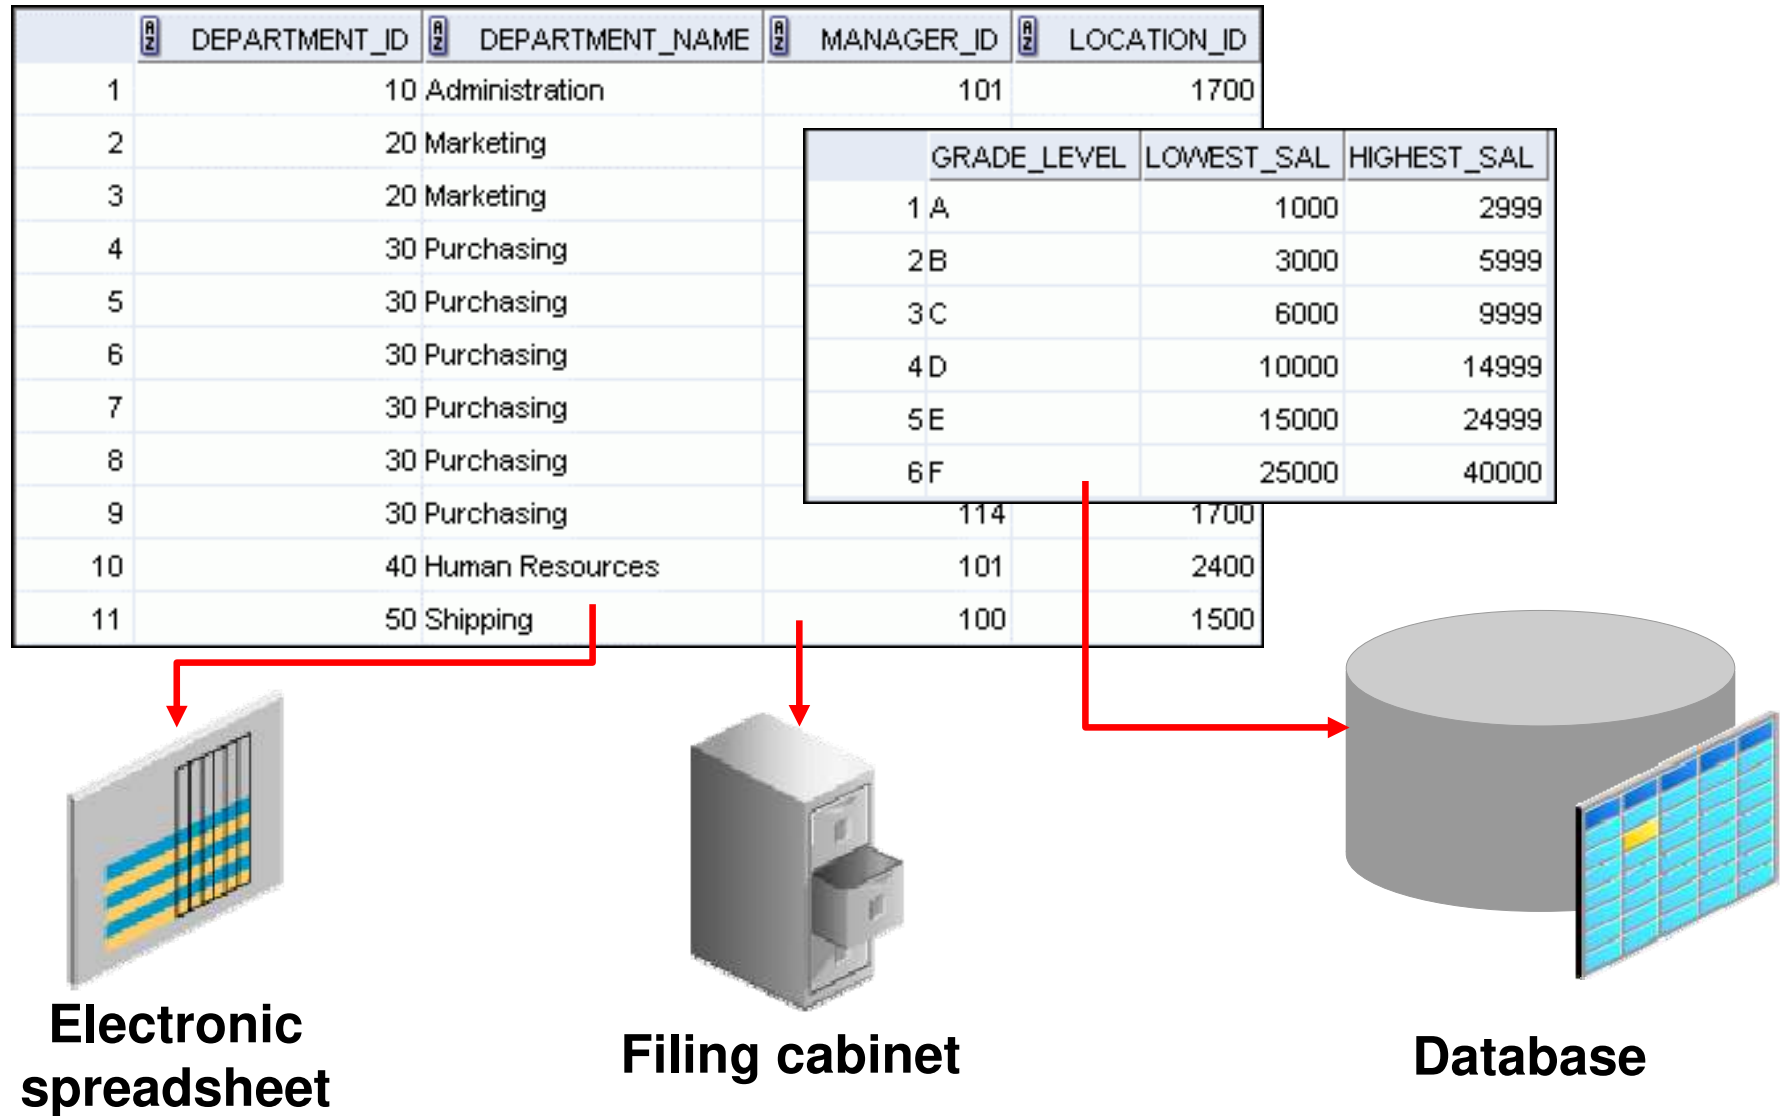 DEPARTMENT_ID DEPARTMENT_NAME MANAGER_ID LOCATION_ID
1 10 Administration 101 1700
2 20 Marketing
3 20 Marketing
4 30 Purchasing
5 30 Purchasing
6 30 Purchasing
7 30 Purchasing
8 30 Purchasing
9 30 Purchasing 114 1700
10 40 Human Resources 101 2400
11 50 Shipping 100 1500
GRADE_LEVEL LOWEST_SAL HIGHEST_SAL
1 A 1000 2999
2 B 3000 5999
3 C 6000 9999
4 D 10000 14999
5 E 15000 24999
6 F 25000 40000
Electronic
spreadsheet
Filing cabinet
Database